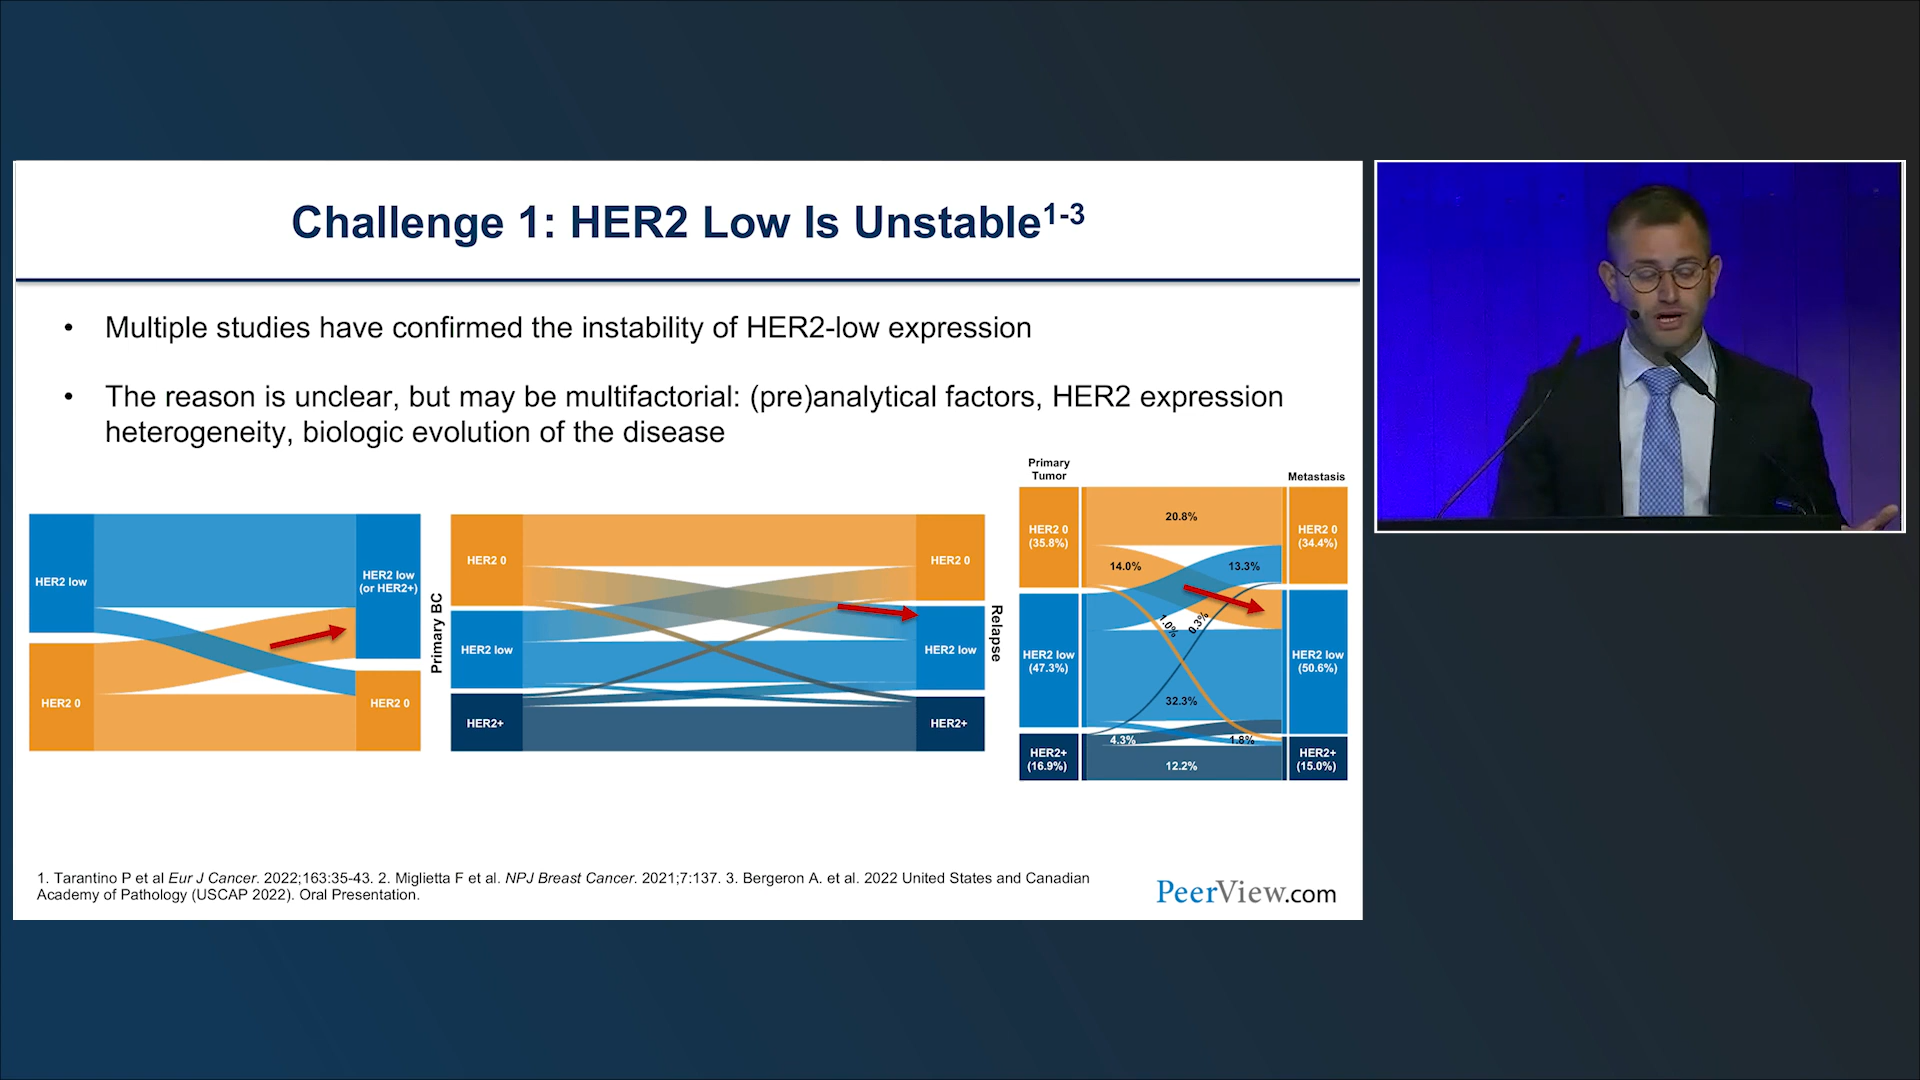 Challenge 1: HER2 Low Is Unstable1-3
• Multiple studies have confirmed the instability of HER2-low expression
• The reason is unclear, but may be multifactorial: (pre)analytical factors, HER2 expression
heterogeneity, biologic evolution of the disease
HER2 low
HER2 0
HER2 low
(or HER2+)
HER2 0
Primary BC
HER2 0
HER2 low
HER2+
HER2 0
HER2 low
HER2+
Relapse
Primary
Tumor
Metastasis
HER2 0
(35.8%)
HER2 low
(47.3%)
HER2+
(16.9%)
20.8%
14.0%
13.3%
1.0%
0.3%
32.3%
4.3%
1.8%
12.2%
HER2 0
(34.4%)
HER2 low
(50.6%)
HER2+
(15.0%)
1. Tarantino P et al Eur J Cancer. 2022;163:35-43. 2. Miglietta F et al. NPJ Breast Cancer. 2021;7:137. 3. Bergeron A. et al. 2022 United States and Canadian
Academy of Pathology (USCAP 2022). Oral Presentation.
PeerView.com